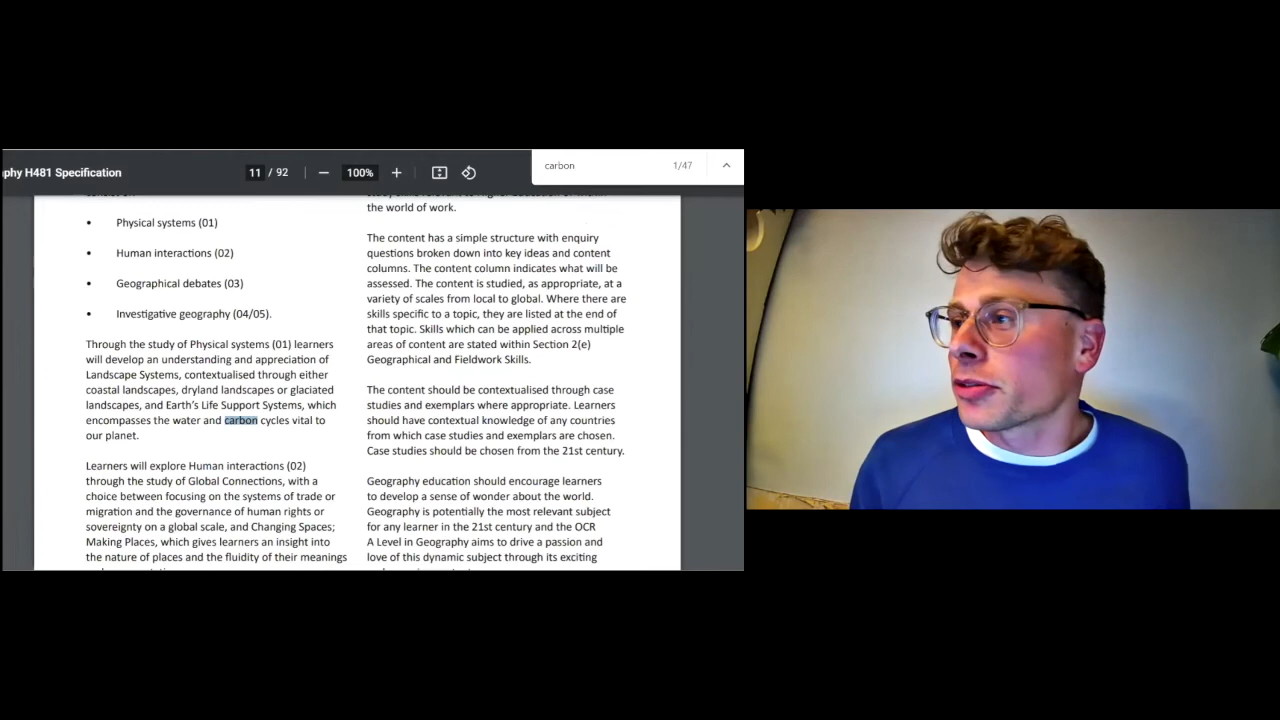 phy H481 Specification
11 / 92
100%
carbon
1/47
• Physical systems (01)
• Human interactions (02)
• Geographical debates (03)
• Investigative geography (04/05).
Through the study of Physical systems (01) learners
will develop an understanding and appreciation of
Landscape Systems, contextualised through either
coastal landscapes, dryland landscapes or glaciated
landscapes, and Earth's Life Support Systems, which
encompasses the water and carbon cycles vital to
our planet.
Learners will explore Human interactions (02)
through the study of Global Connections, with a
choice between focusing on the systems of trade or
migration and the governance of human rights or
sovereignty on a global scale, and Changing Spaces;
Making Places, which gives learners an insight into
the nature of places and the fluidity of their meanings
the world of work.
The content has a simple structure with enquiry
questions broken down into key ideas and content
columns. The content column indicates what will be
assessed. The content is studied, as appropriate, at a
variety of scales from local to global. Where there are
skills specific to a topic, they are listed at the end of
that topic. Skills which can be applied across multiple
areas of content are stated within Section 2(e)
Geographical and Fieldwork Skills.
The content should be contextualised through case
studies and exemplars where appropriate. Learners
should have contextual knowledge of any countries
from which case studies and exemplars are chosen.
Case studies should be chosen from the 21st century.
Geography education should encourage learners
to develop a sense of wonder about the world.
Geography is potentially the most relevant subject
for any learner in the 21st century and the OCR
A Level in Geography aims to drive a passion and
love of this dynamic subject through its exciting